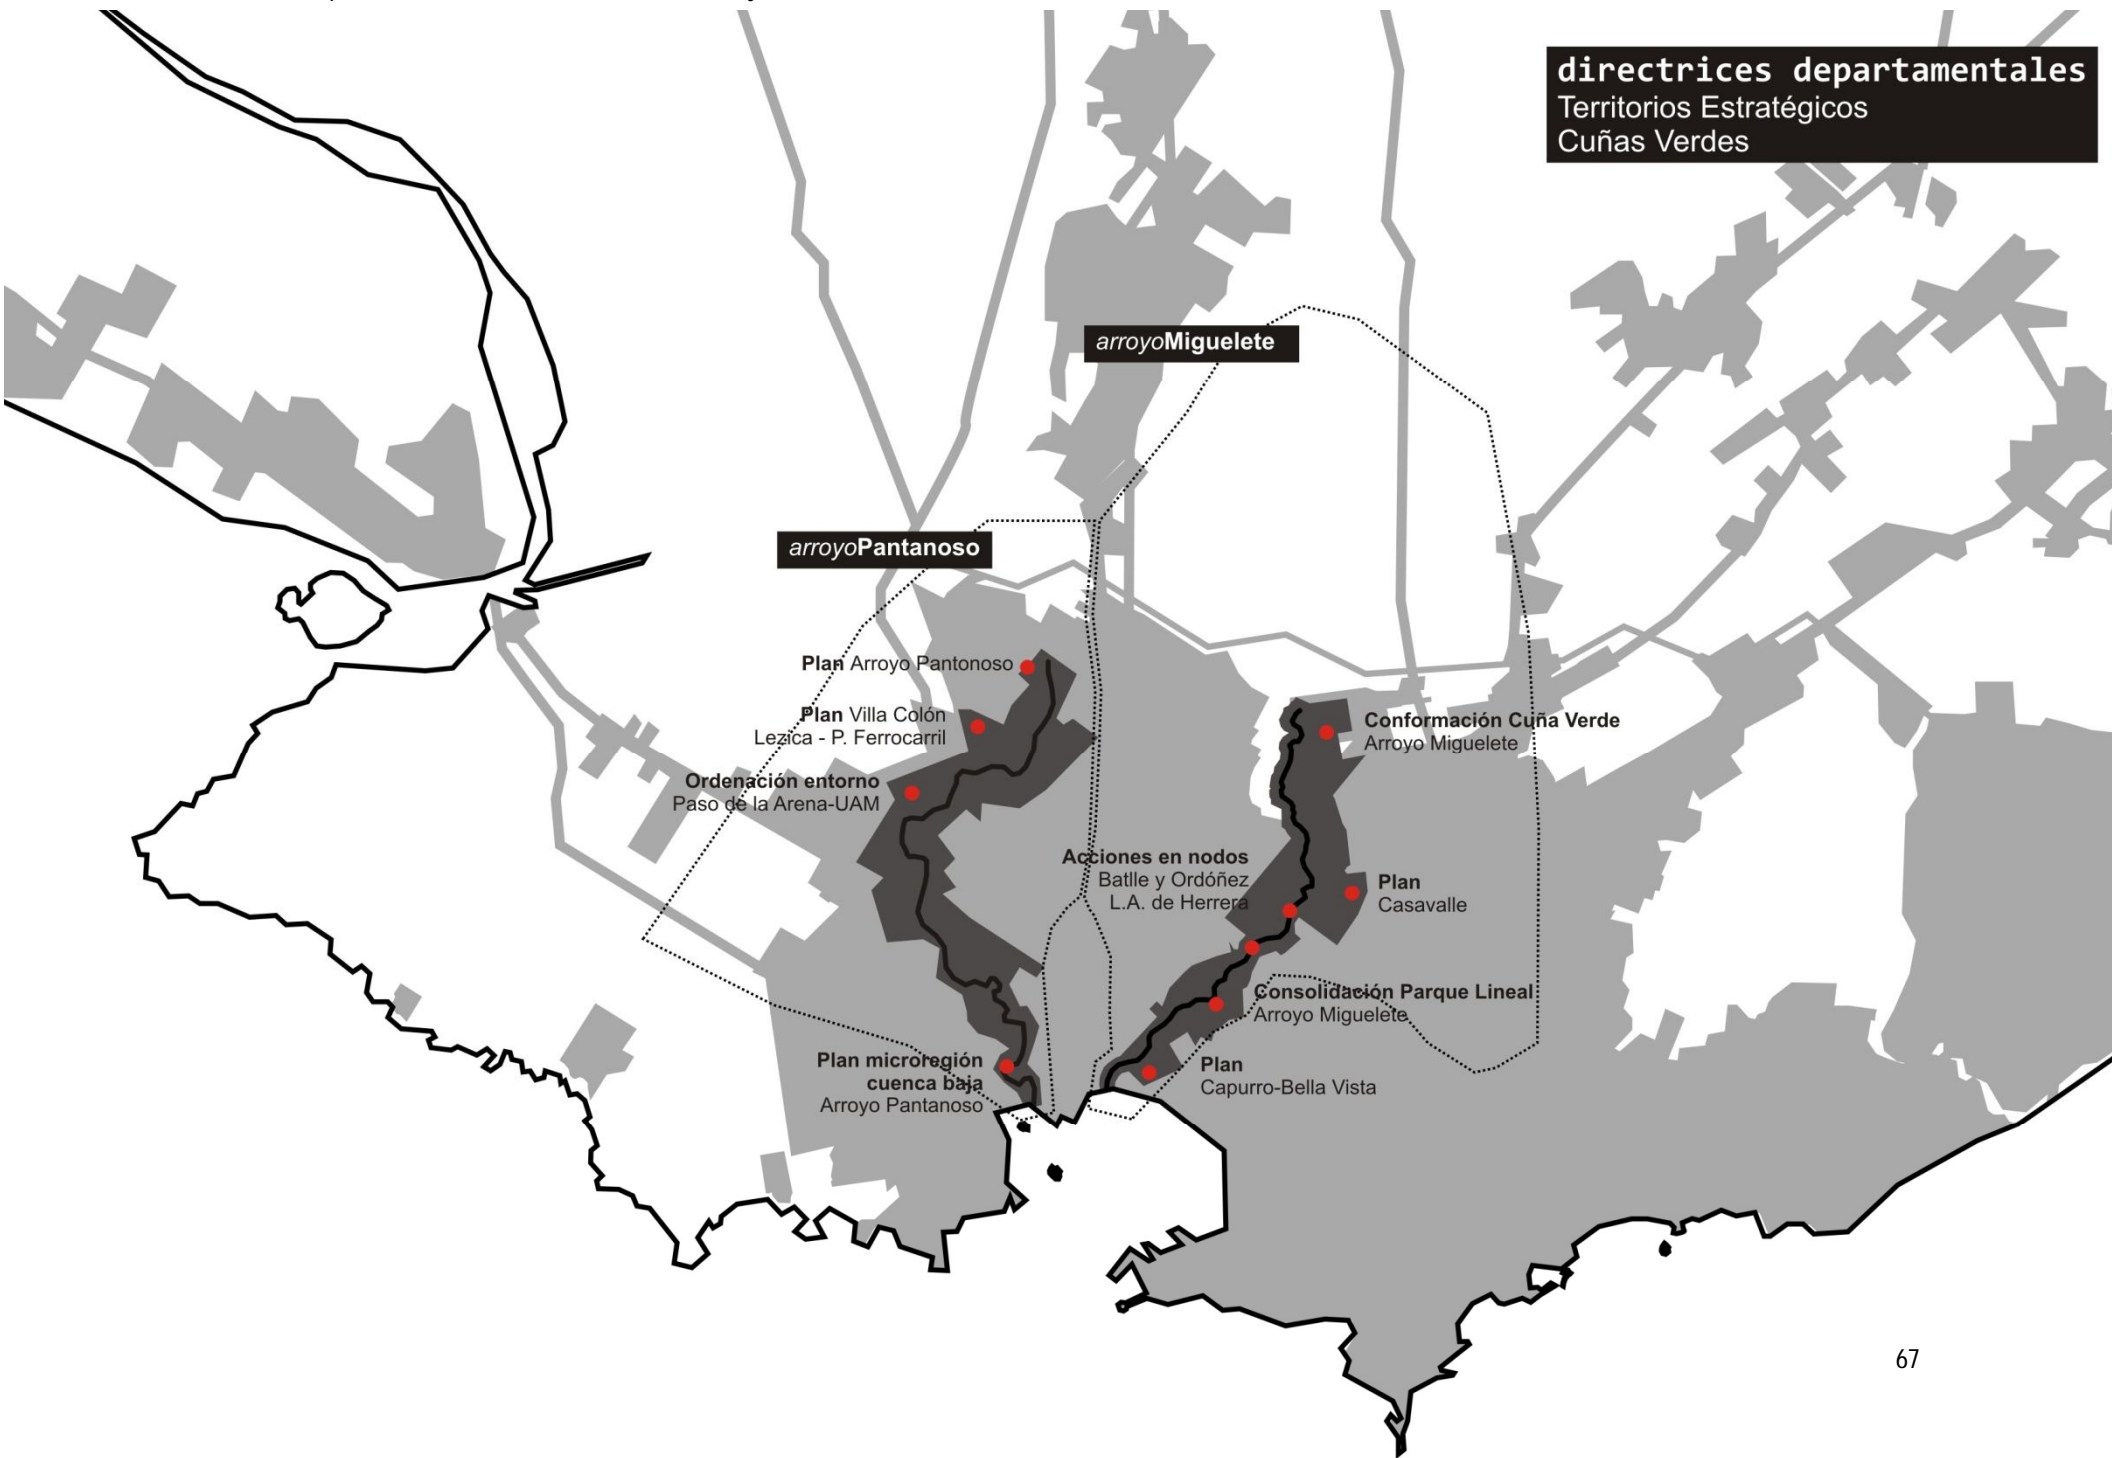 directrices departamentales
Territorios Estratégicos
Cuñas Verdes
arroyoMiguelete
arroyoPantanoso
Plan Arroyo Pantonoso
Plan Villa Colón
Lezica - P. Ferrocarril
Ordenación entorno
Paso de la Arena-UAM
Conformación Cuña Verde
Arroyo Miguelete
Acciones en nodos
Batlle y Ordóñez
L.A. de Herrera
Plan
Casavalle
Consolidación Parque Lineal
Arroyo Miguelete
Plan microregión
cuenca baja
Arroyo Pantanoso
Plan
Capurro-Bella Vista
67